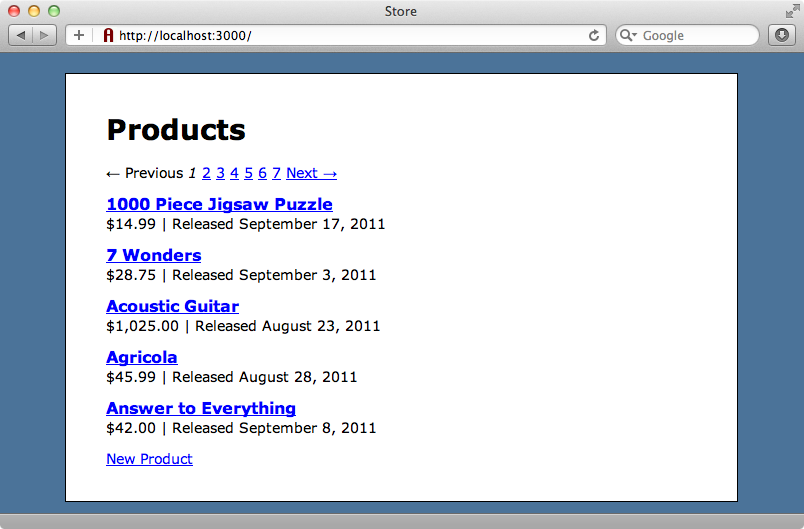 Store
http://localhost:3000/
Google
Products
← Previous 1 2 3 4 5 6 7 Next →
1000 Piece Jigsaw Puzzle
$14.99 | Released September 17, 2011
7 Wonders
$28.75 | Released September 3, 2011
Acoustic Guitar
$1,025.00 | Released August 23, 2011
Agricola
$45.99 | Released August 28, 2011
Answer to Everything
$42.00 | Released September 8, 2011
New Product